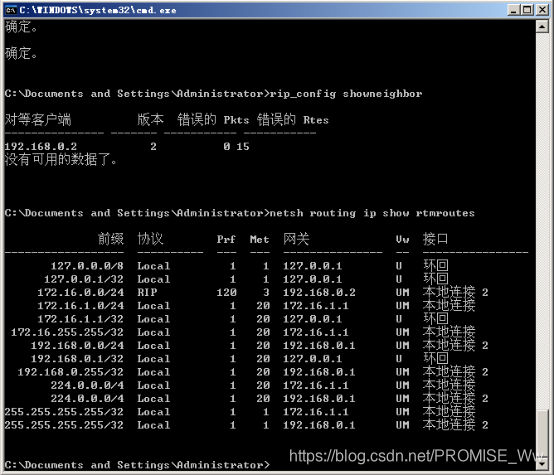 C:\WINDOWS\system32\cmd.exe
确定。
确定。
C:\Documents and Settings\Administrator>rip_config showneighbor
对等客户端 版本 错误的 Pkts 错误的 Rtes
--------------- ------- ----------- -----------
192.168.0.2 2 0 15
没有可用的数据了。
C:\Documents and Settings\Administrator>netsh routing ip show rtmroutes
前缀 协议 Prf Met 网关 Vw 接口
------------------ ---------- --- --- --------------- -- ----------------
127.0.0.0/8 Local 1 1 127.0.0.1 U 环回
127.0.0.1/32 Local 1 1 127.0.0.1 U 环回
172.16.0.0/24 RIP 120 3 192.168.0.2 UM 本地连接 2
172.16.1.0/24 Local 1 20 172.16.1.1 UM 本地连接
172.16.1.1/32 Local 1 20 127.0.0.1 U 环回
172.16.255.255/32 Local 1 20 172.16.1.1 UM 本地连接
192.168.0.0/24 Local 1 20 192.168.0.1 UM 本地连接 2
192.168.0.1/32 Local 1 20 127.0.0.1 U 环回
192.168.0.255/32 Local 1 20 192.168.0.1 UM 本地连接 2
224.0.0.0/4 Local 1 20 172.16.1.1 UM 本地连接
224.0.0.0/4 Local 1 20 192.168.0.1 UM 本地连接 2
255.255.255.255/32 Local 1 1 172.16.1.1 UM 本地连接
255.255.255.255/32 Local 1 1 192.168.0.1 UM 本地连接 2
C:\Documents and Settings\Administrator>
https://blog.csdn.net/PROMISE_Ww